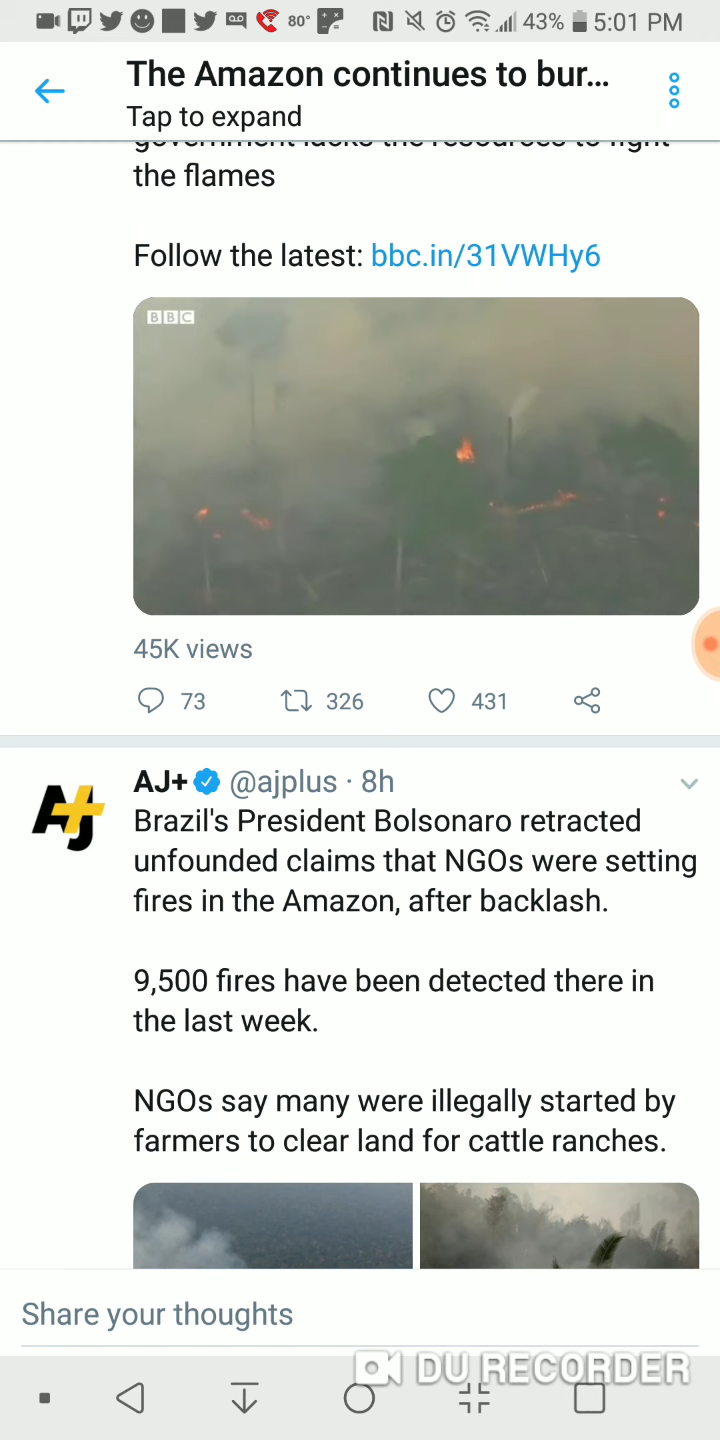 80° 43% 5:01 PM
The Amazon continues to bur...
Tap to expand
government lacks the resources to fight
the flames
Follow the latest: bbc.in/31VWHy6
BBC
45K views
73 326 431
AJ+ @ajplus · 8h
Brazil's President Bolsonaro retracted
unfounded claims that NGOs were setting
fires in the Amazon, after backlash.
9,500 fires have been detected there in
the last week.
NGOs say many were illegally started by
farmers to clear land for cattle ranches.
Share your thoughts
DU RECORDER